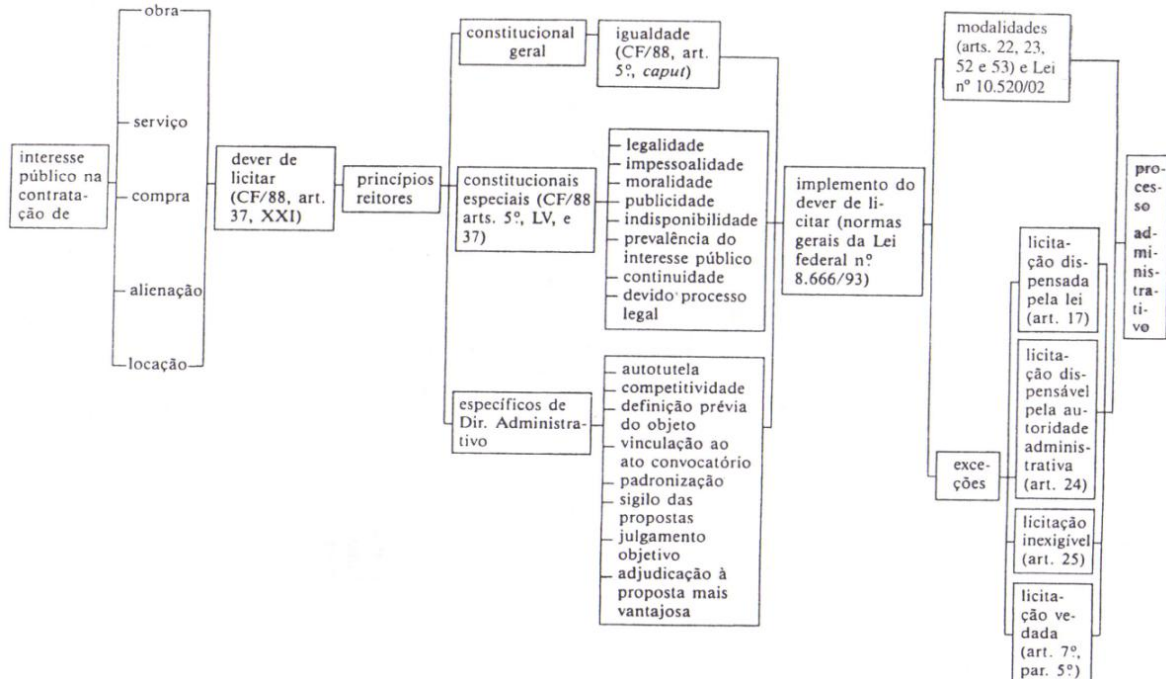 interesse
público na
contrata-
ção de
obra
serviço
compra
alienação
locação
dever de
licitar
(CF/88, art.
37, XXI)
princípios
reitores
constitucional
geral
igualdade
(CF/88, art.
5º, caput)
constitucionais
especiais (CF/88
arts. 5º, LV, e
37)
legalidade
impessoalidade
moralidade
publicidade
indisponibilidade
prevalência do
interesse público
continuidade
devido processo
legal
específicos de
Dir. Administra-
tivo
autotutela
competitividade
definição prévia
do objeto
vinculação ao
ato convocatório
padronização
sigilo das
propostas
julgamento
objetivo
adjudicação à
proposta mais
vantajosa
implemento do
dever de li-
citar (normas
gerais da Lei
federal nº
8.666/93)
modalidades
(arts. 22, 23,
52 e 53) e Lei
nº 10.520/02
exce-
ções
licita-
ção dis-
pensada
pela lei
(art. 17)
licita-
ção dis-
pensável
pela au-
toridade
adminis-
trativa
(art. 24)
licitação
inexigível
(art. 25)
licita-
ção ve-
dada
(art. 7º,
par. 5º)
pro-
ces-
so
ad-
mi-
nis-
tra-
ti-
vo